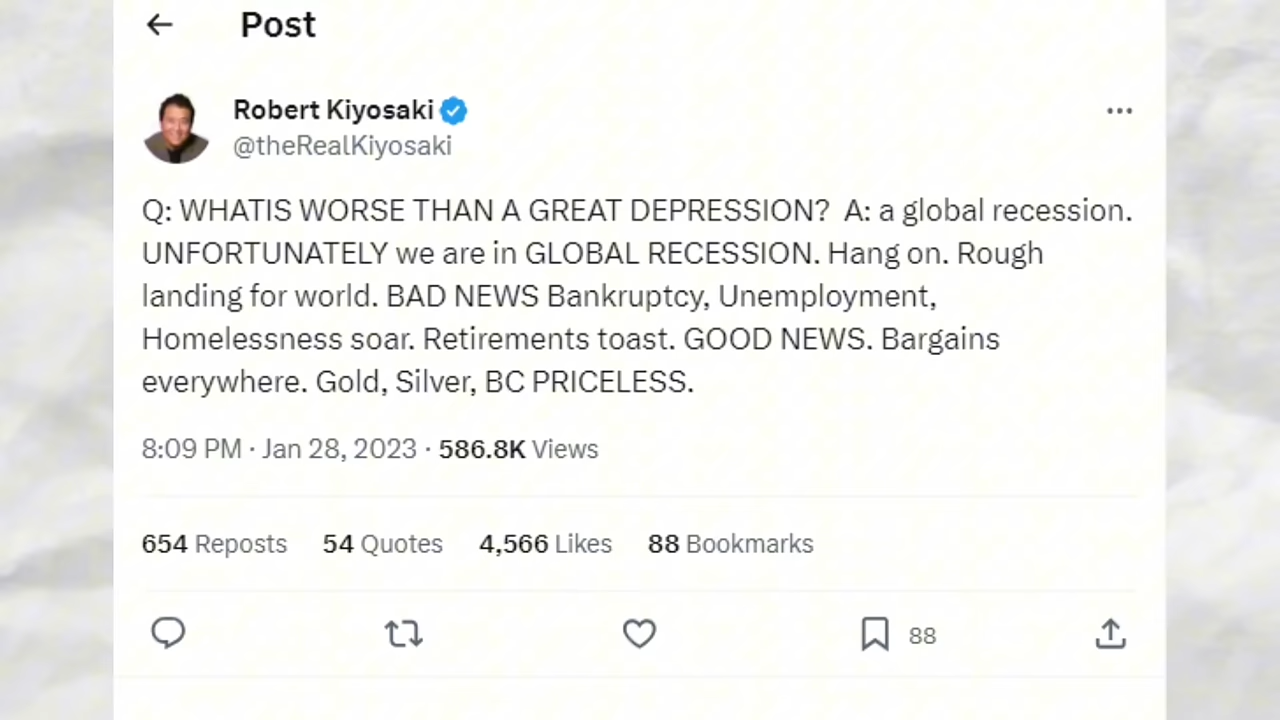 Post
Robert Kiyosaki
@theRealKiyosaki
Q: WHATIS WORSE THAN A GREAT DEPRESSION?  A: a global recession.
UNFORTUNATELY we are in GLOBAL RECESSION. Hang on. Rough
landing for world. BAD NEWS Bankruptcy, Unemployment,
Homelessness soar. Retirements toast. GOOD NEWS. Bargains
everywhere. Gold, Silver, BC PRICELESS.
8:09 PM · Jan 28, 2023 · 586.8K Views
654 Reposts 54 Quotes 4,566 Likes 88 Bookmarks
88